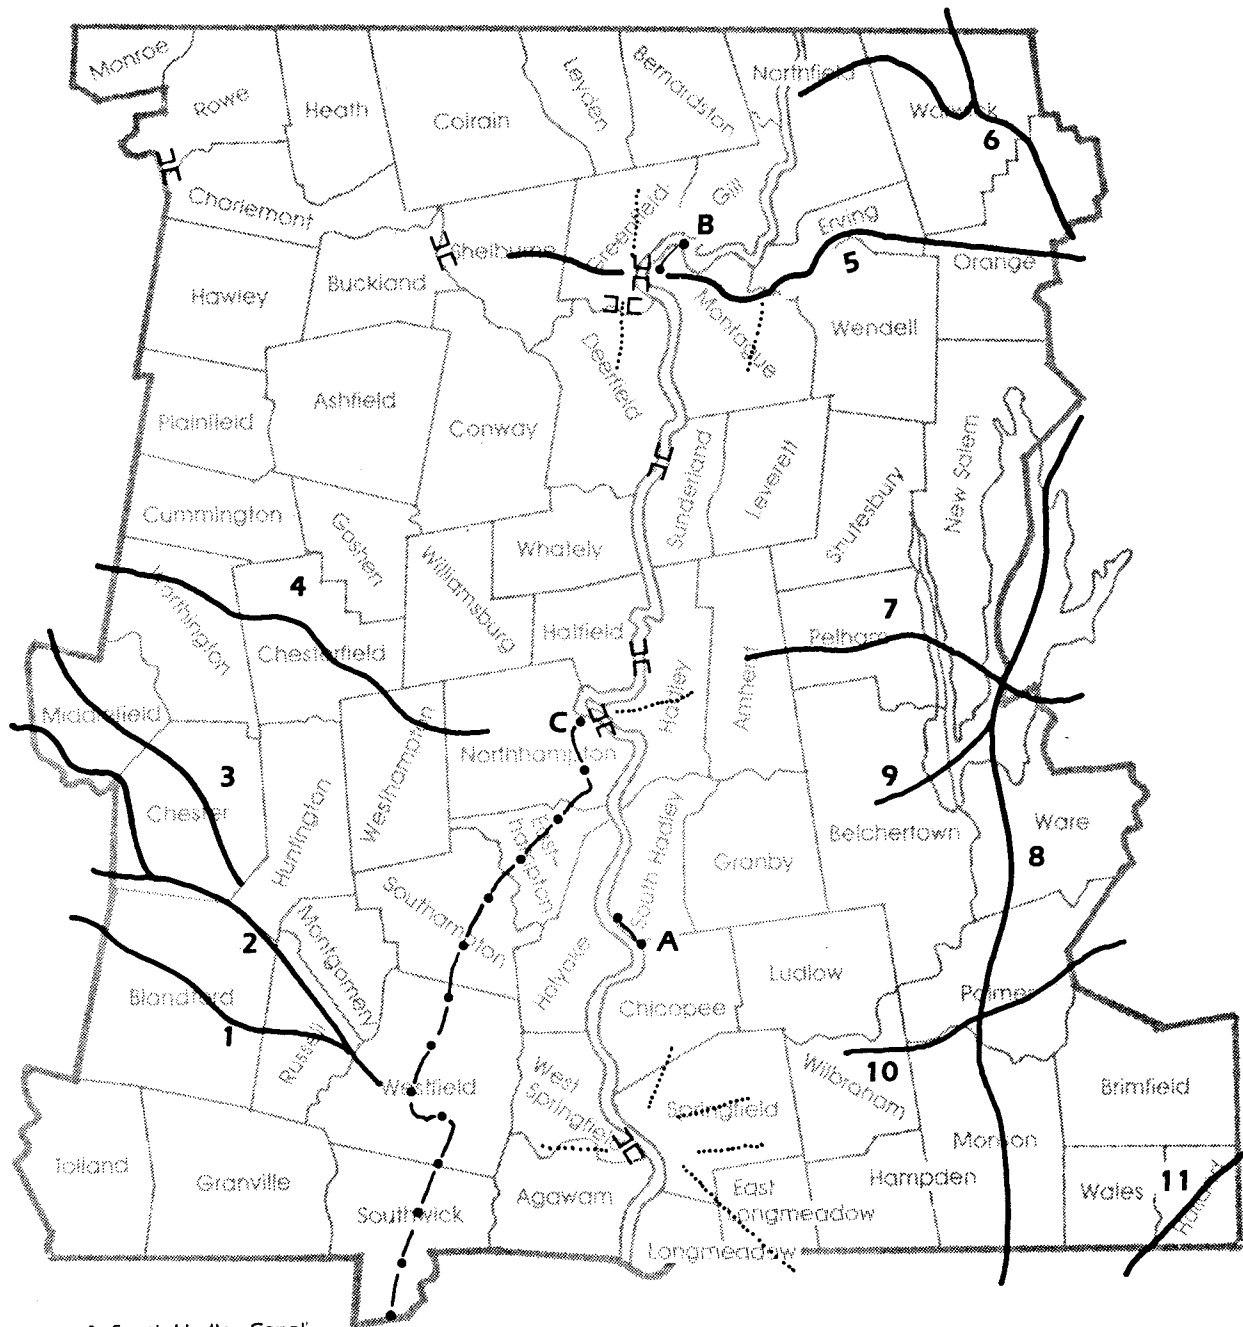 Monroe
Rowe
Heath
Colrain
Leyden
Bernardston
Northfield
Warwick
6
Charlemont
Shelburne
Greenfield
Gill
B
Erving
5
Orange
Hawley
Buckland
Montague
Wendell
Deerfield
Plainfield
Ashfield
Conway
Sunderland
Leverett
Shutesbury
New Salem
Cummington
Goshen
Williamsburg
Whately
4
Worthington
Chesterfield
Hatfield
Hadley
Amherst
Pelham
7
Middlefield
C
Northampton
Westhampton
3
Chester
Huntington
East-
hampton
South Hadley
Granby
9
Belchertown
Ware
8
Southampton
2
Montgomery
Holyoke
A
Ludlow
Blandford
1
Russell
Chicopee
Palmer
Westfield
West
Springfield
Springfield
10
Wilbraham
Brimfield
Monson
Tolland
Granville
Southwick
Agawam
East
Longmeadow
Hampden
Wales
11
Holland
Longmeadow